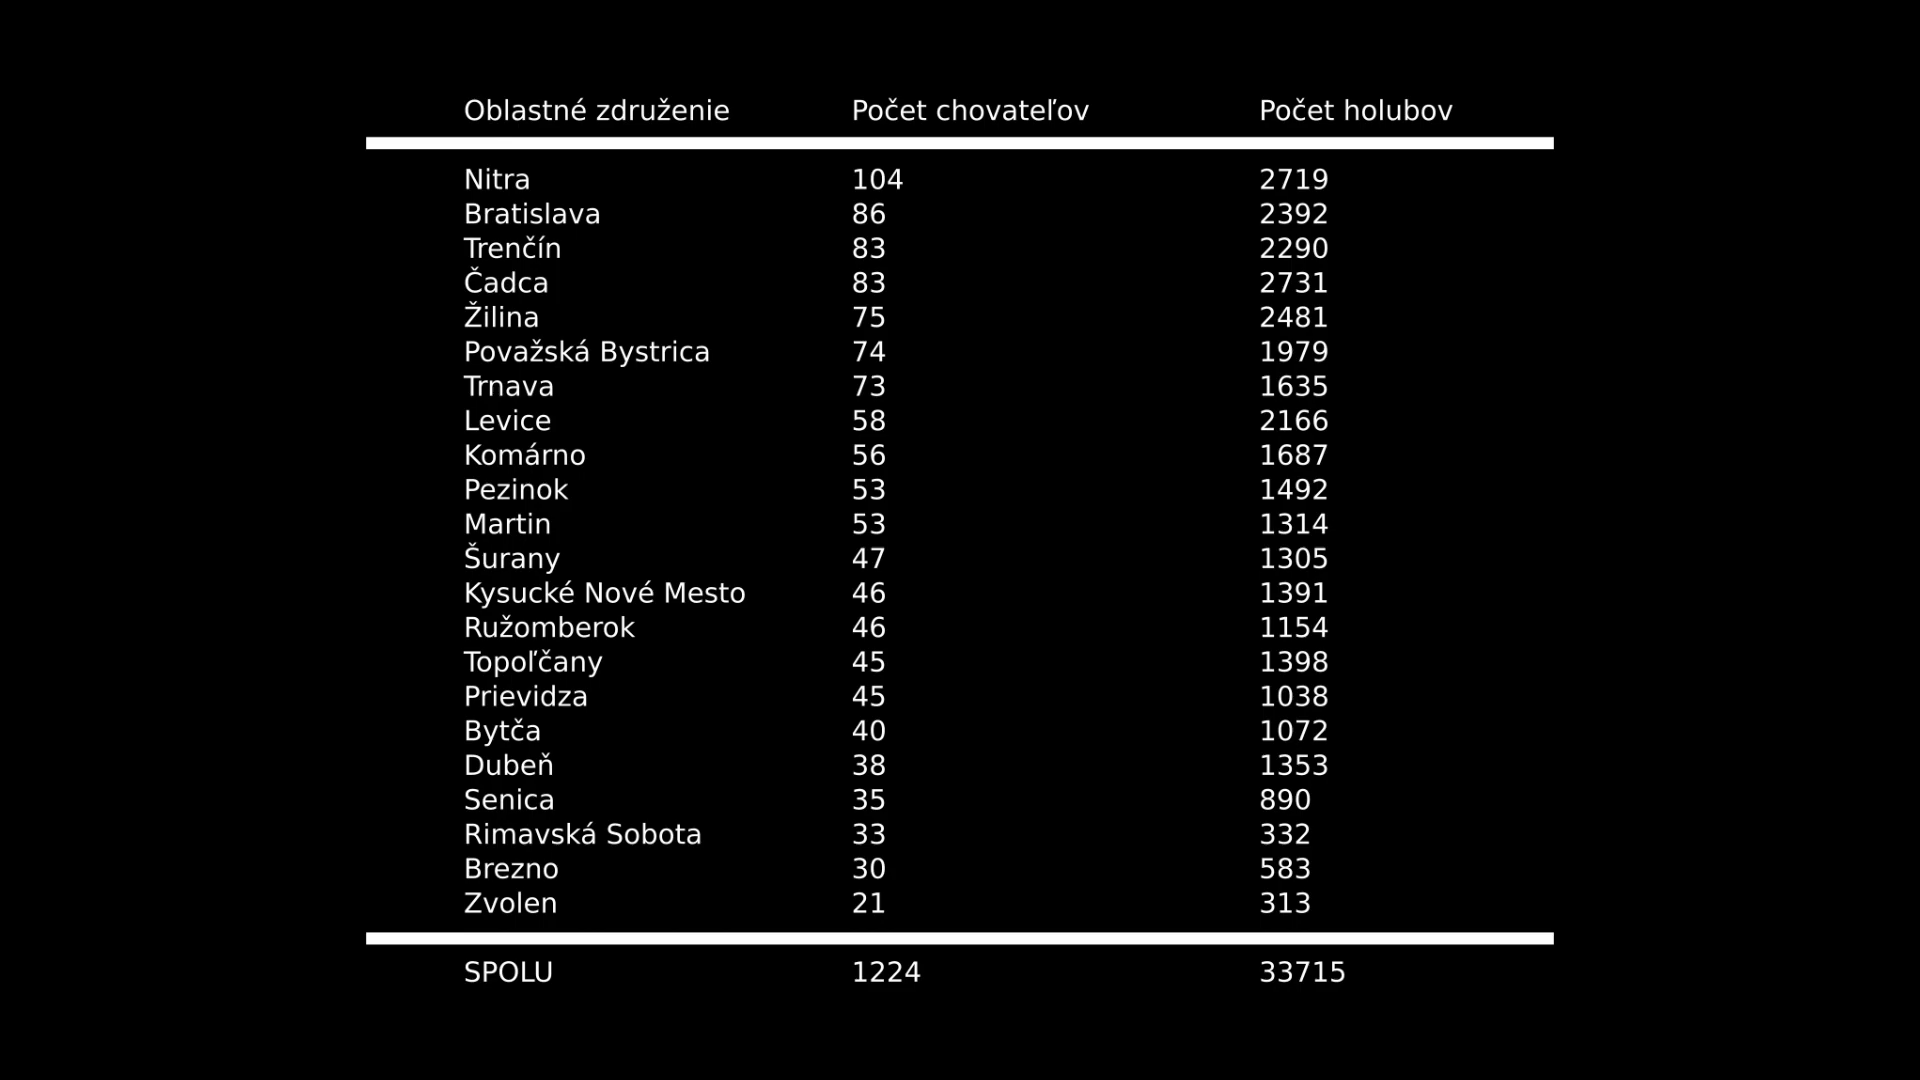 Oblastné združenie Počet chovateľov Počet holubov
Nitra 104 2719
Bratislava 86 2392
Trenčín 83 2290
Čadca 83 2731
Žilina 75 2481
Považská Bystrica 74 1979
Trnava 73 1635
Levice 58 2166
Komárno 56 1687
Pezinok 53 1492
Martin 53 1314
Šurany 47 1305
Kysucké Nové Mesto 46 1391
Ružomberok 46 1154
Topoľčany 45 1398
Prievidza 45 1038
Bytča 40 1072
Dubeň 38 1353
Senica 35 890
Rimavská Sobota 33 332
Brezno 30 583
Zvolen 21 313
SPOLU 1224 33715